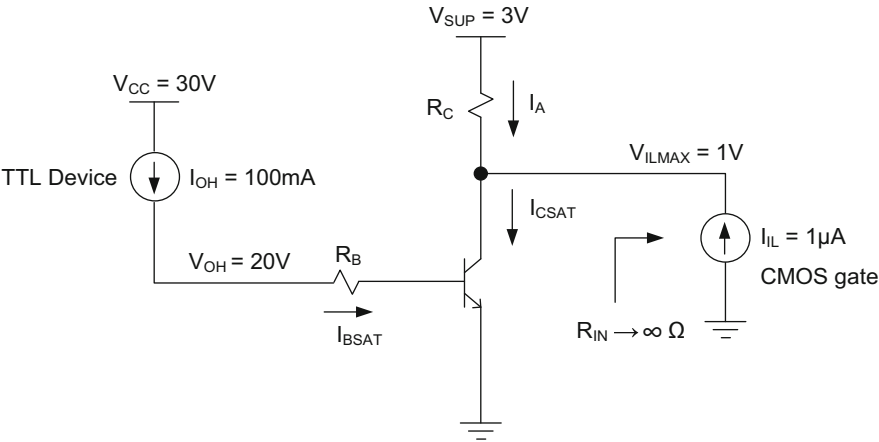 V_SUP = 3V
V_CC = 30V
R_C
I_A
V_ILMAX = 1V
TTL Device
I_OH = 100mA
I_CSAT
I_IL = 1μA
V_OH = 20V
R_B
CMOS gate
I_BSAT
R_IN → ∞ Ω